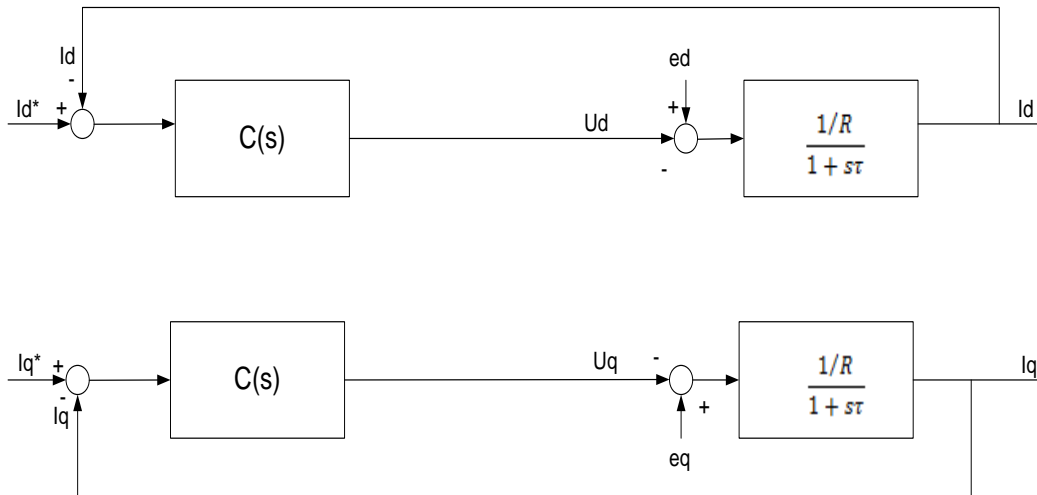 Id
-
Id*
+
C(s)
Ud
ed
+
-
1/R
1 + sτ
Id
Iq*
+
-
Iq
C(s)
Uq
-
+
eq
1/R
1 + sτ
Iq